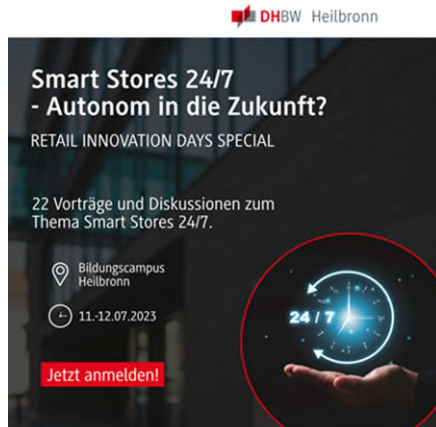 DHBW Heilbronn
Smart Stores 24/7
- Autonom in die Zukunft?
RETAIL INNOVATION DAYS SPECIAL
22 Vorträge und Diskussionen zum
Thema Smart Stores 24/7.
Bildungscampus
Heilbronn
11.-12.07.2023
24 / 7
Jetzt anmelden!